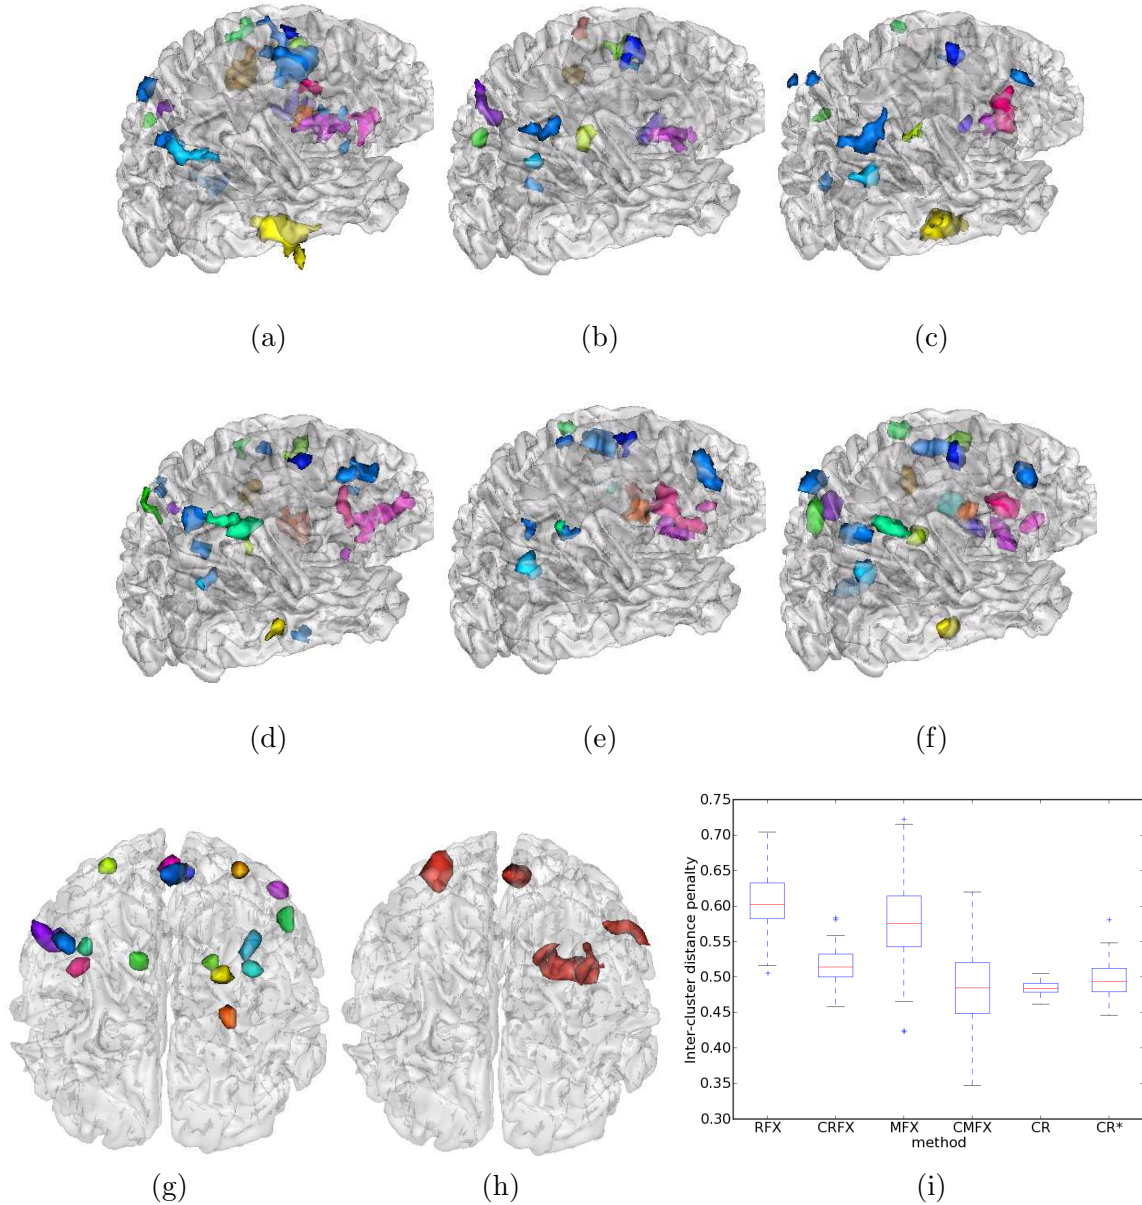 (a) (b) (c)
(d) (e) (f)
0.75
0.70
0.65
0.60
0.55
0.50
0.45
0.40
0.35
0.30
Inter-cluster distance penalty
RFX CRFX MFX CMFX CR CR*
method
(g) (h) (i)